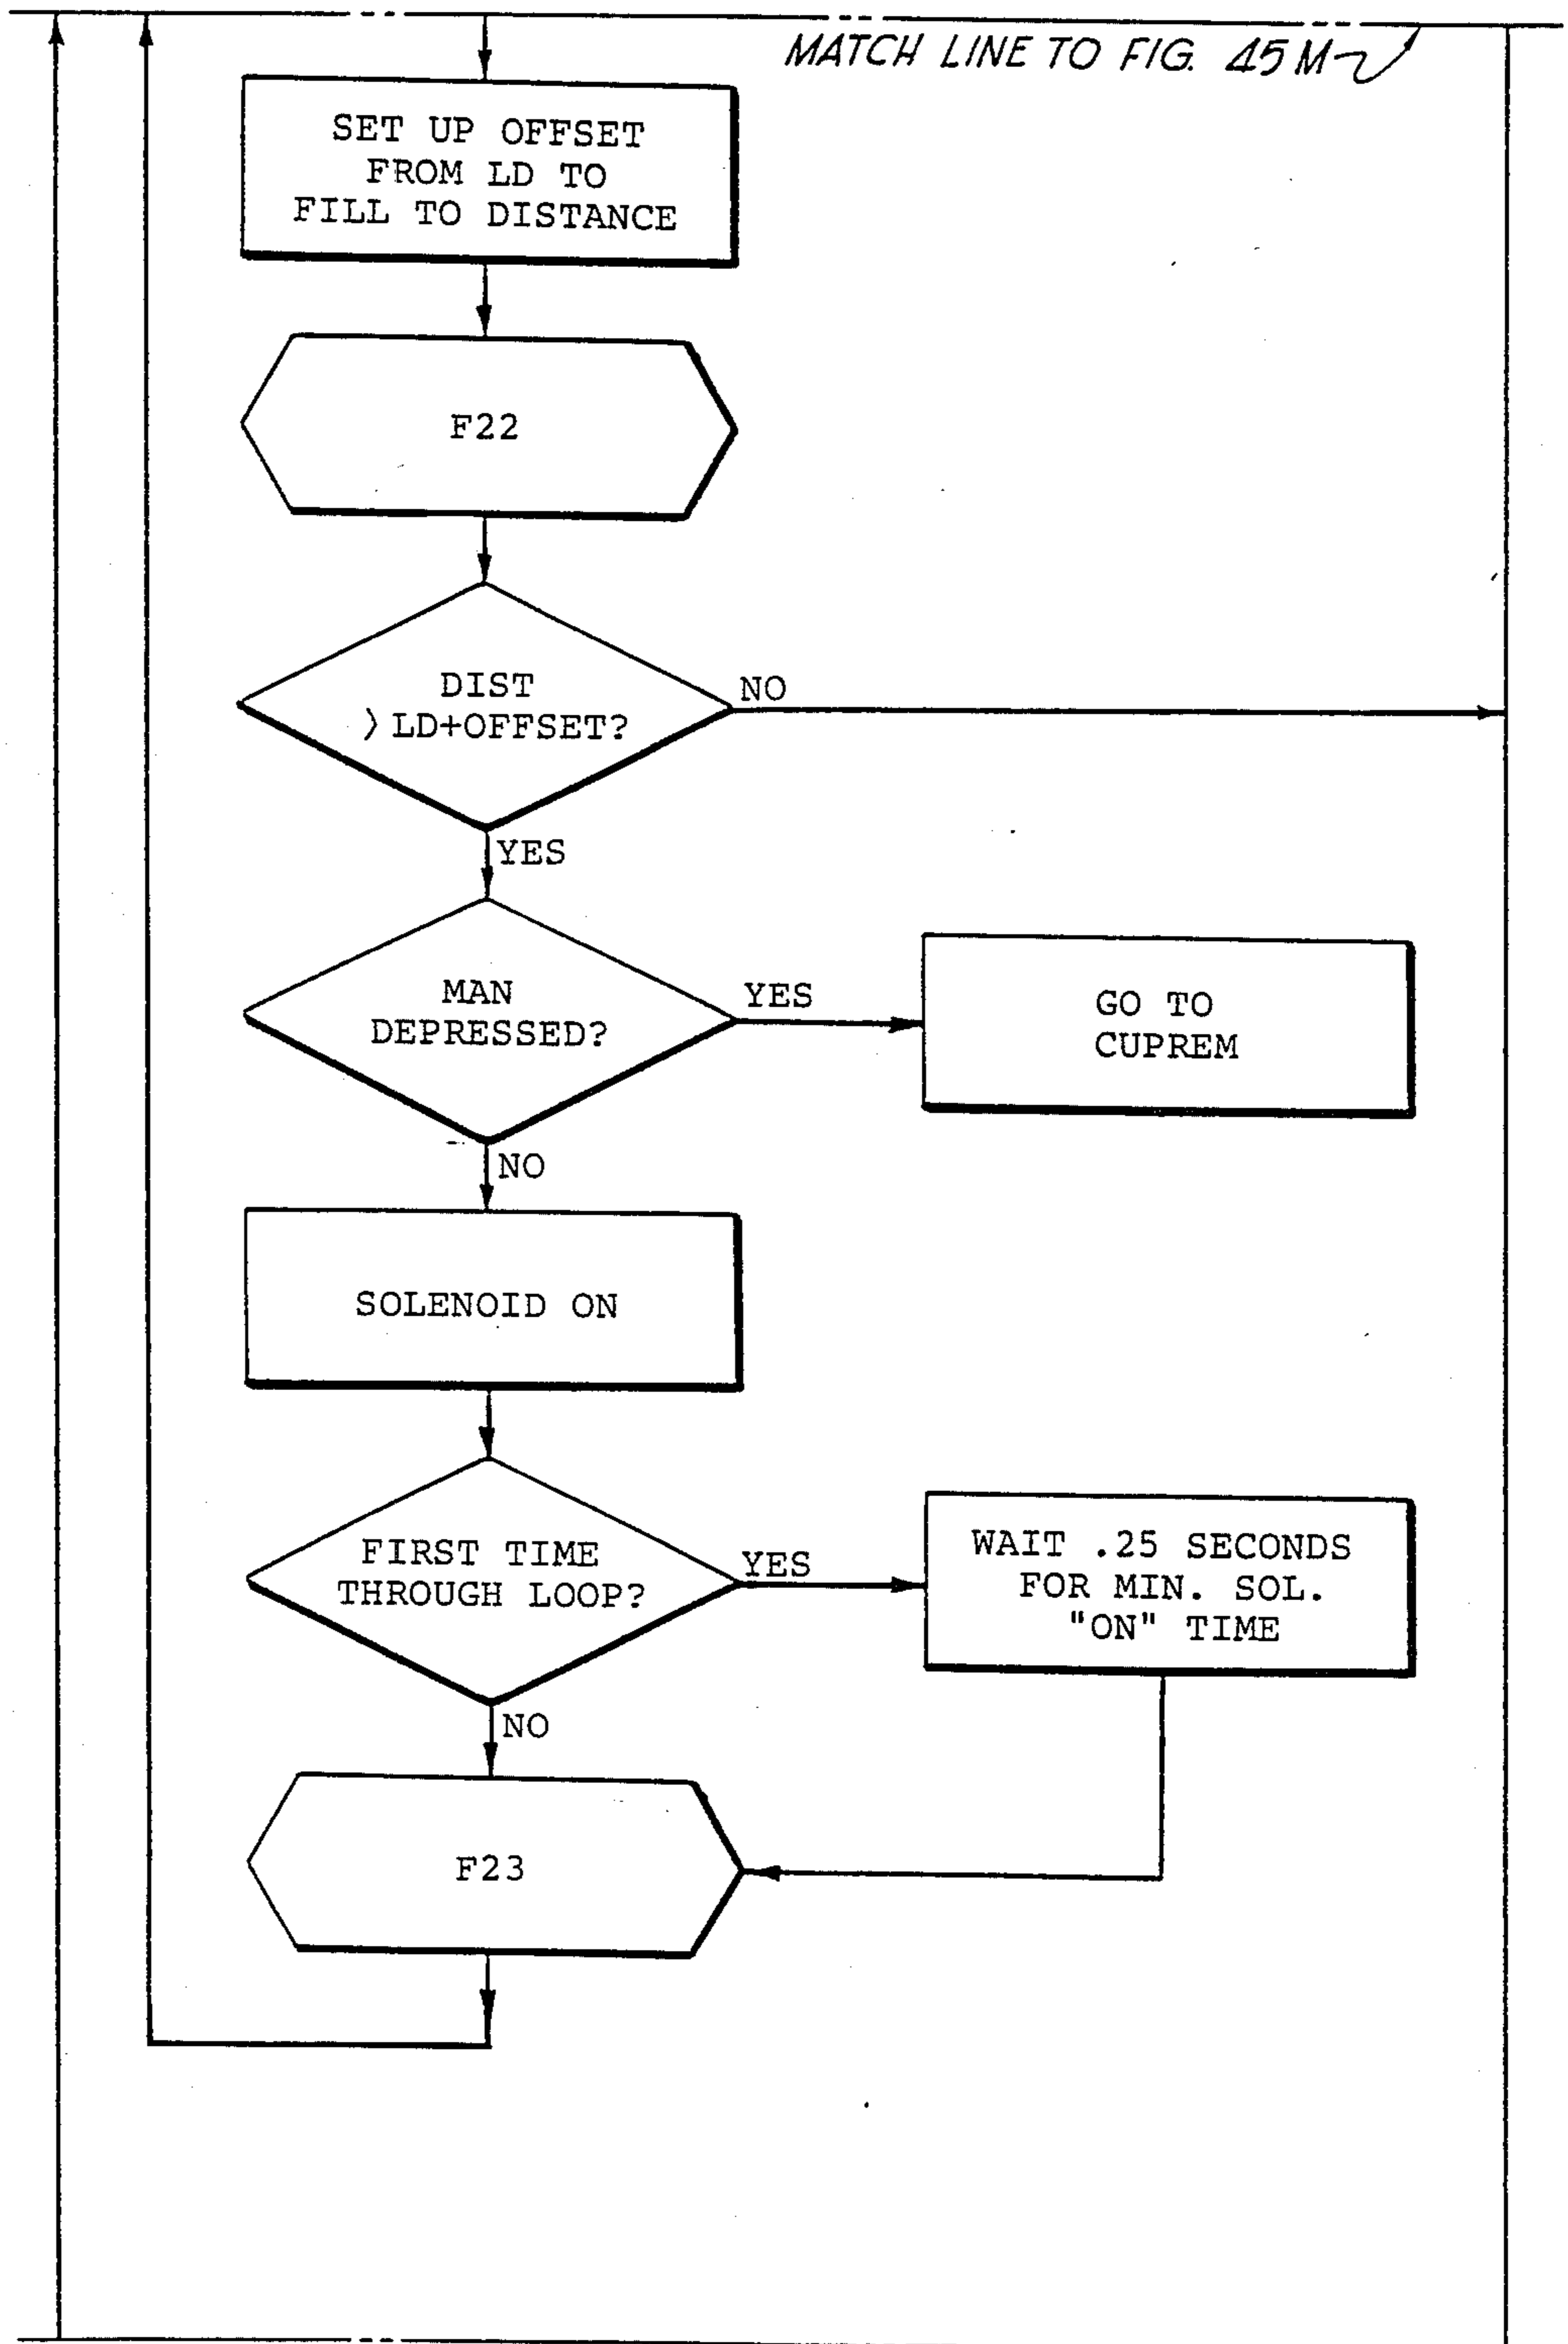 MATCH LINE TO FIG. 45M
SET UP OFFSET
FROM LD TO
FILL TO DISTANCE
F22
DIST
>LD+OFFSET?
NO
YES
MAN
DEPRESSED?
YES
GO TO
CUPREM
NO
SOLENOID ON
FIRST TIME
THROUGH LOOP?
YES
WAIT .25 SECONDS
FOR MIN. SOL.
"ON" TIME
NO
F23